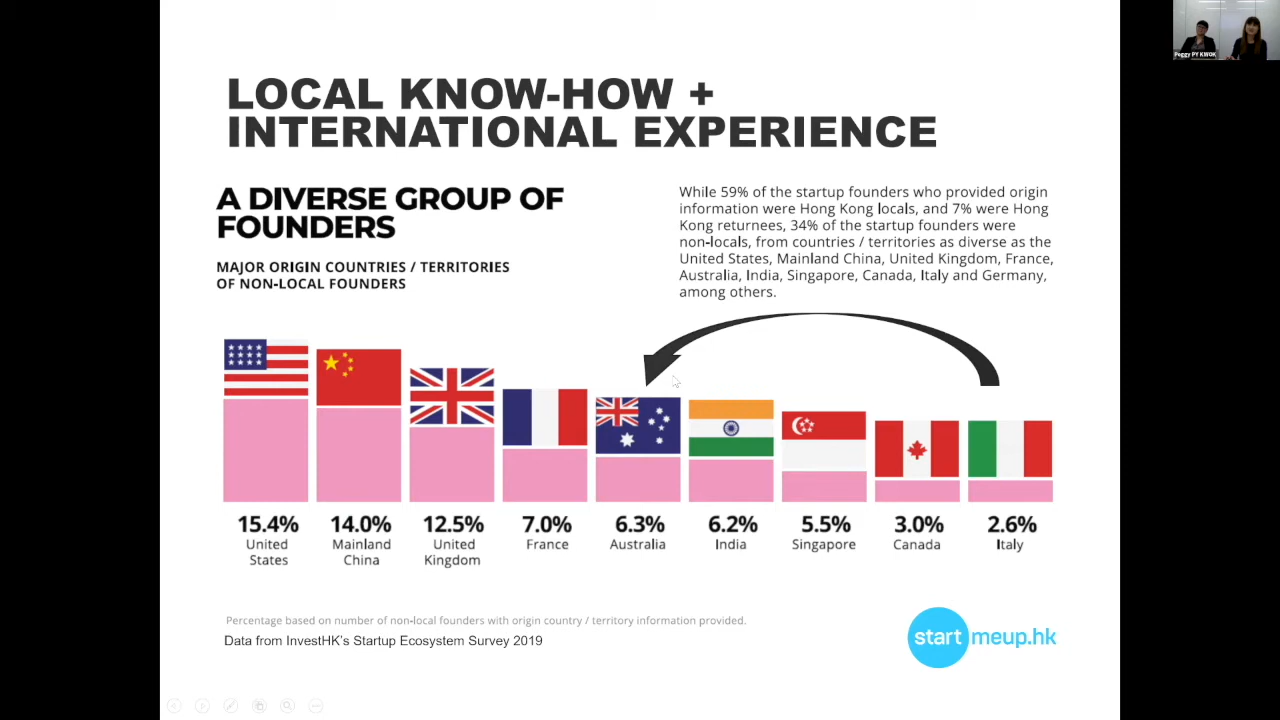 Peggy PY KWOK
LOCAL KNOW-HOW +
INTERNATIONAL EXPERIENCE
A DIVERSE GROUP OF
FOUNDERS
MAJOR ORIGIN COUNTRIES / TERRITORIES
OF NON-LOCAL FOUNDERS
While 59% of the startup founders who provided origin
information were Hong Kong locals, and 7% were Hong
Kong returnees, 34% of the startup founders were
non-locals, from countries / territories as diverse as the
United States, Mainland China, United Kingdom, France,
Australia, India, Singapore, Canada, Italy and Germany,
among others.
15.4% 14.0% 12.5% 7.0% 6.3% 6.2% 5.5% 3.0% 2.6%
United Mainland United France Australia India Singapore Canada Italy
States China Kingdom
Percentage based on number of non-local founders with origin country / territory information provided.
Data from InvestHK's Startup Ecosystem Survey 2019
startmeup.hk